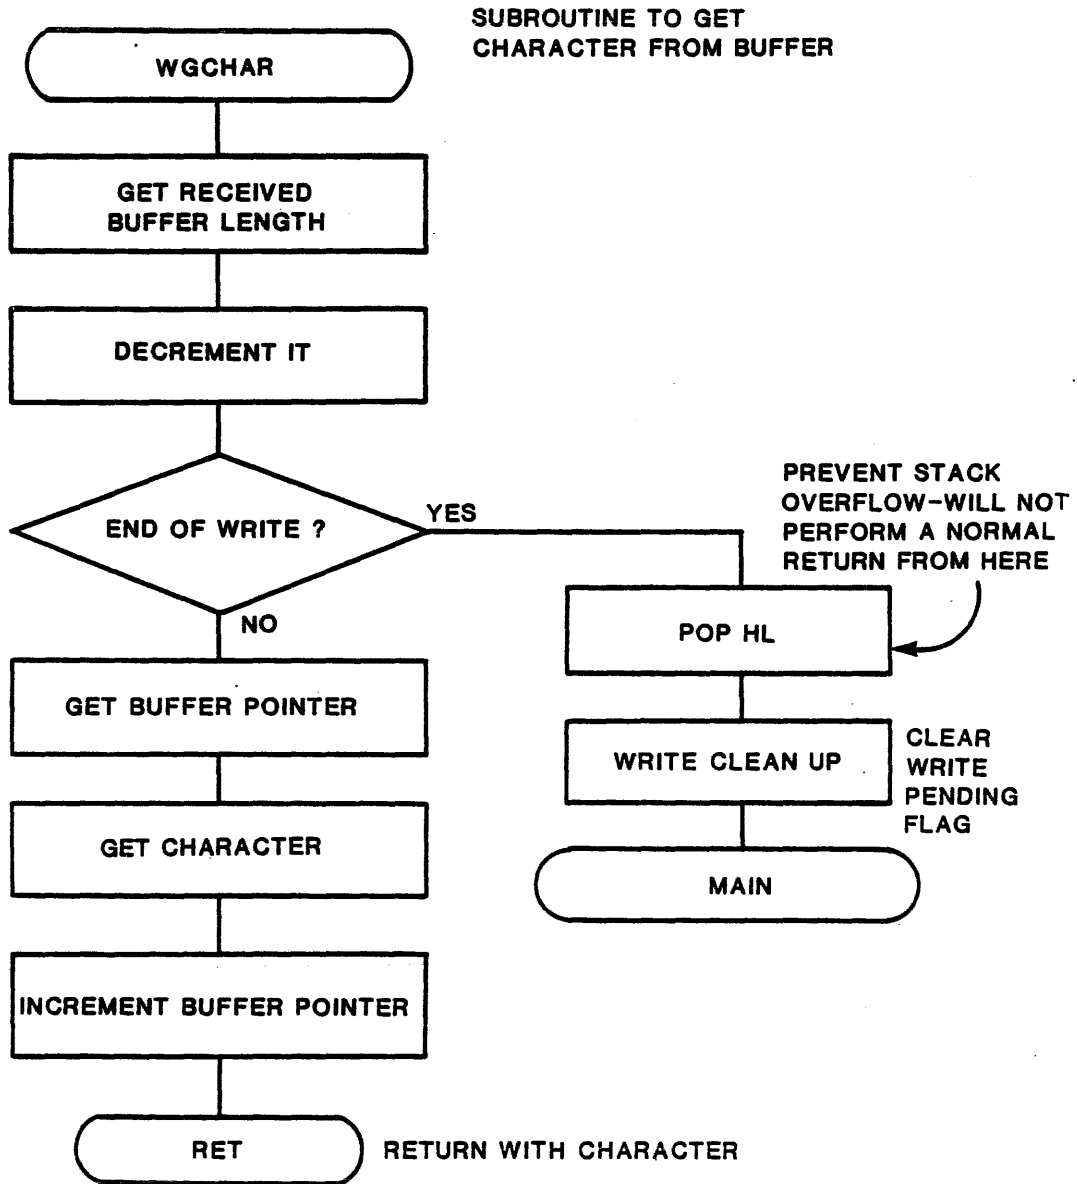 SUBROUTINE TO GET
CHARACTER FROM BUFFER
WGCHAR
GET RECEIVED
BUFFER LENGTH
DECREMENT IT
END OF WRITE ?
YES
NO
PREVENT STACK
OVERFLOW-WILL NOT
PERFORM A NORMAL
RETURN FROM HERE
POP HL
WRITE CLEAN UP
CLEAR
WRITE
PENDING
FLAG
MAIN
GET BUFFER POINTER
GET CHARACTER
INCREMENT BUFFER POINTER
RET
RETURN WITH CHARACTER